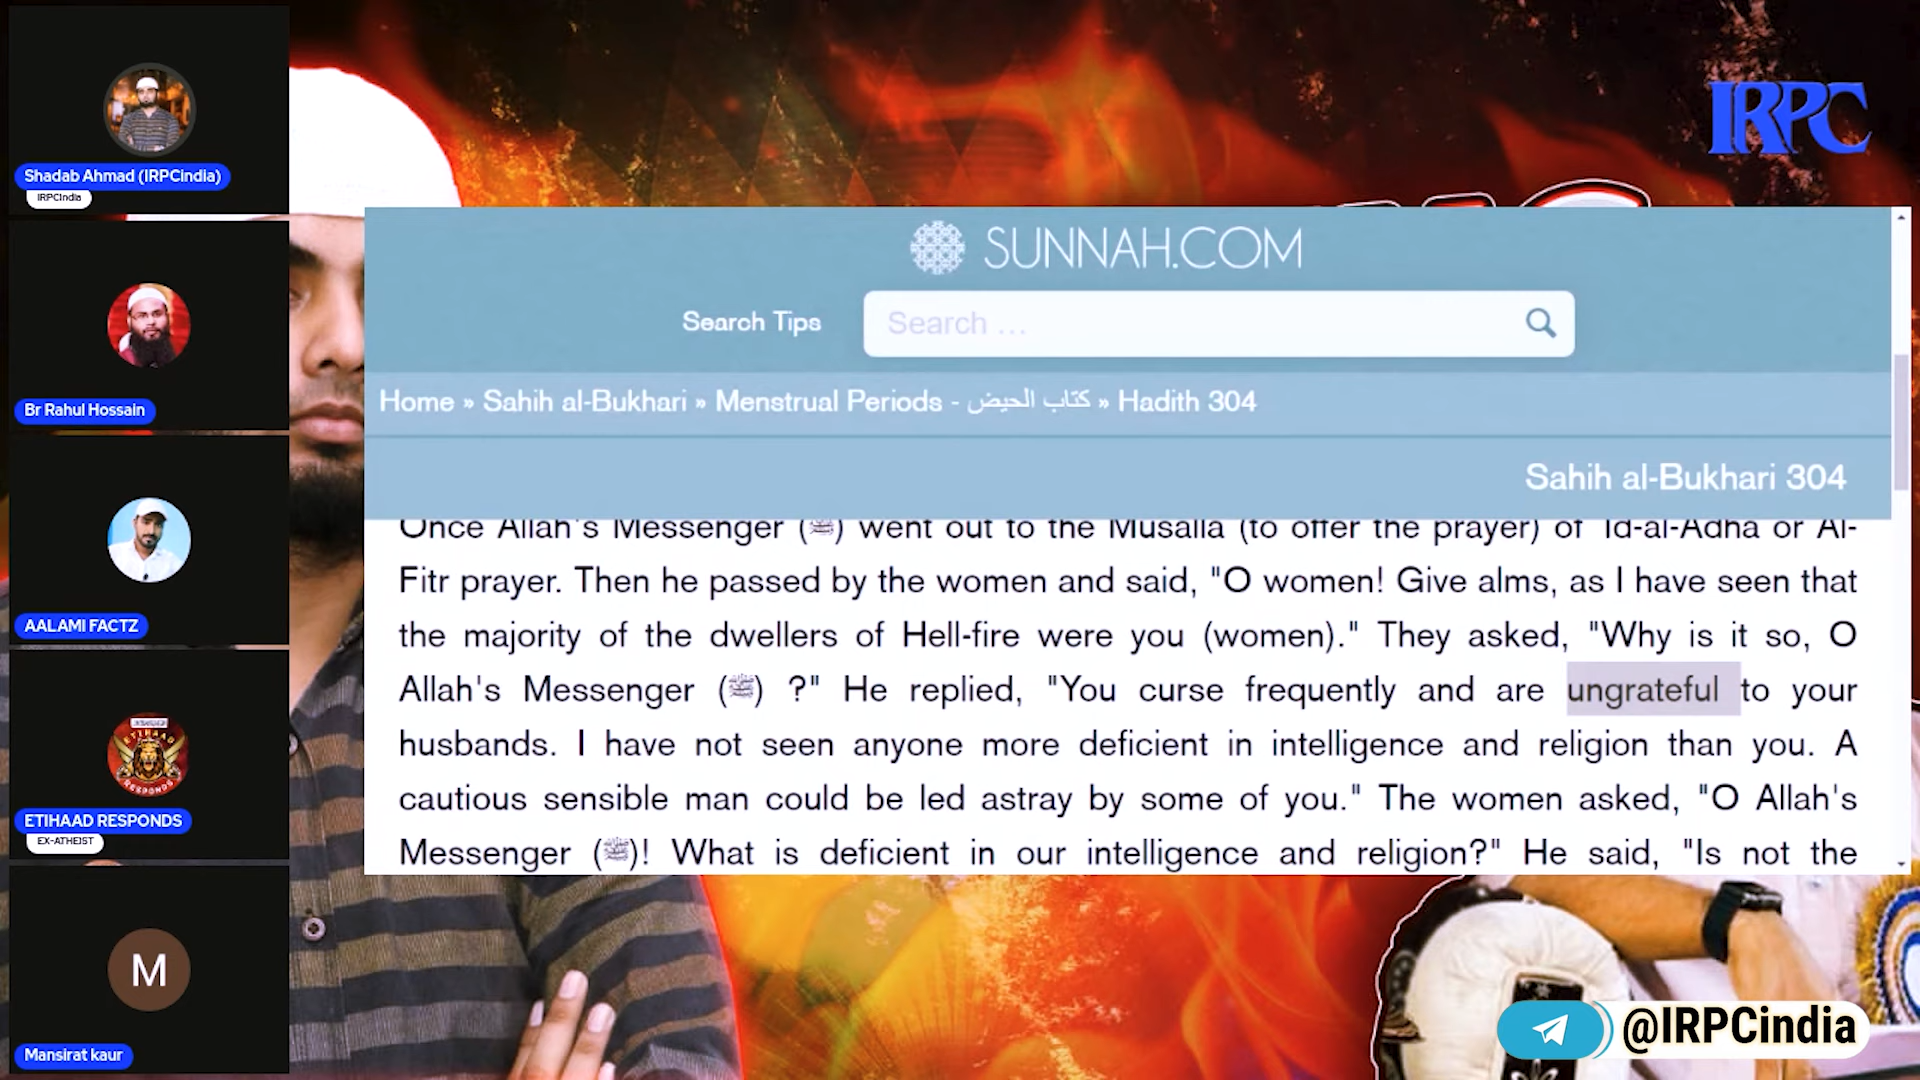 Shadab Ahmad (IRPCindia)
IRPCindia
Br Rahul Hossain
AALAMI FACTZ
ETIHAAD
RESPONDS
ETIHAAD RESPONDS
EX-ATHEIST
M
Mansirat kaur
IRPC
SUNNAH.COM
Search Tips
Search ...
Home » Sahih al-Bukhari » Menstrual Periods - كتاب الحيض » Hadith 304
Sahih al-Bukhari 304
Once Allah's Messenger (ﷺ) went out to the Musalla (to offer the prayer) of 'Id-al-Adha or Al-
Fitr prayer. Then he passed by the women and said, "O women! Give alms, as I have seen that
the majority of the dwellers of Hell-fire were you (women)." They asked, "Why is it so, O
Allah's Messenger (ﷺ) ?" He replied, "You curse frequently and are ungrateful to your
husbands. I have not seen anyone more deficient in intelligence and religion than you. A
cautious sensible man could be led astray by some of you." The women asked, "O Allah's
Messenger (ﷺ)! What is deficient in our intelligence and religion?" He said, "Is not the
@IRPCindia